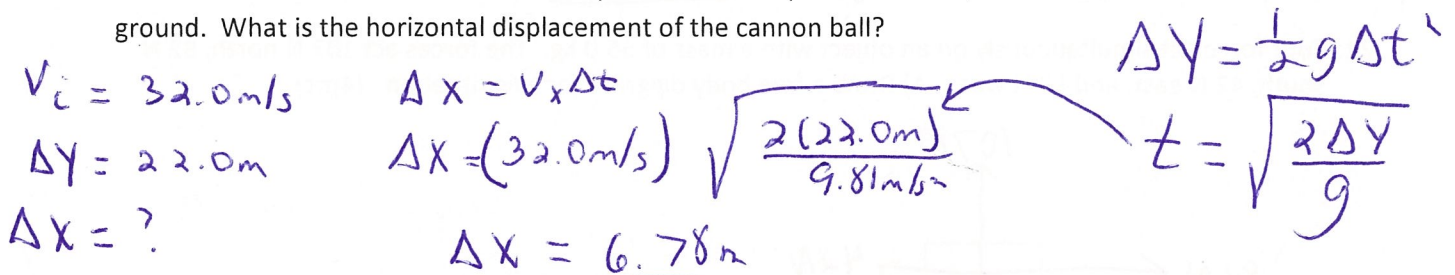 ground. What is the horizontal displacement of the cannon ball?
Vᵢ = 32.0m/s
ΔY = 22.0m
ΔX = ?
ΔX = VₓΔt
ΔX = (32.0m/s) √(2(22.0m)/9.81m/s²)
ΔX = 6.78m
ΔY = ½gΔt²
t = √(2ΔY/g)